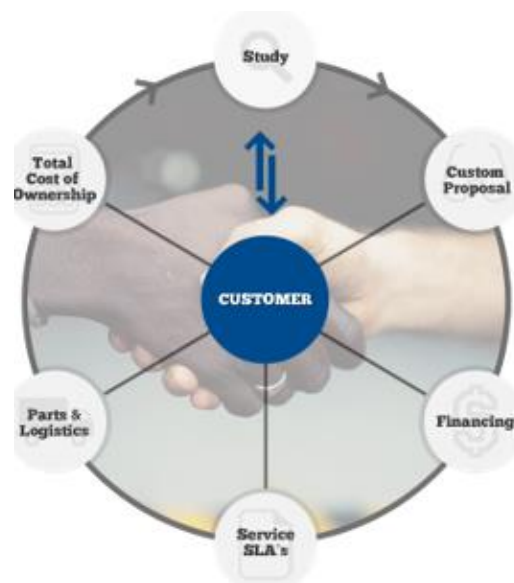 Study
Custom
Proposal
Financing
Service
SLA's
Parts &
Logistics
Total
Cost of
Ownership
CUSTOMER